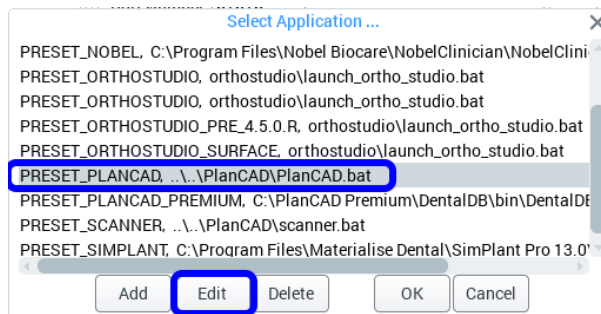 Select Application ...
PRESET_NOBEL, C:\Program Files\Nobel Biocare\NobelClinician\NobelClini
PRESET_ORTHOSTUDIO, orthostudio\launch_ortho_studio.bat
PRESET_ORTHOSTUDIO, orthostudio\launch_ortho_studio.bat
PRESET_ORTHOSTUDIO_PRE_4.5.0.R, orthostudio\launch_ortho_studio.bat
PRESET_ORTHOSTUDIO_SURFACE, orthostudio\launch_ortho_studio.bat
PRESET_PLANCAD, ..\..\PlanCAD\PlanCAD.bat
PRESET_PLANCAD_PREMIUM, C:\PlanCAD Premium\DentalDB\bin\DentalDB
PRESET_SCANNER, ..\..\PlanCAD\scanner.bat
PRESET_SIMPLANT, C:\Program Files\Materialise Dental\SimPlant Pro 13.0\
Add Edit Delete OK Cancel